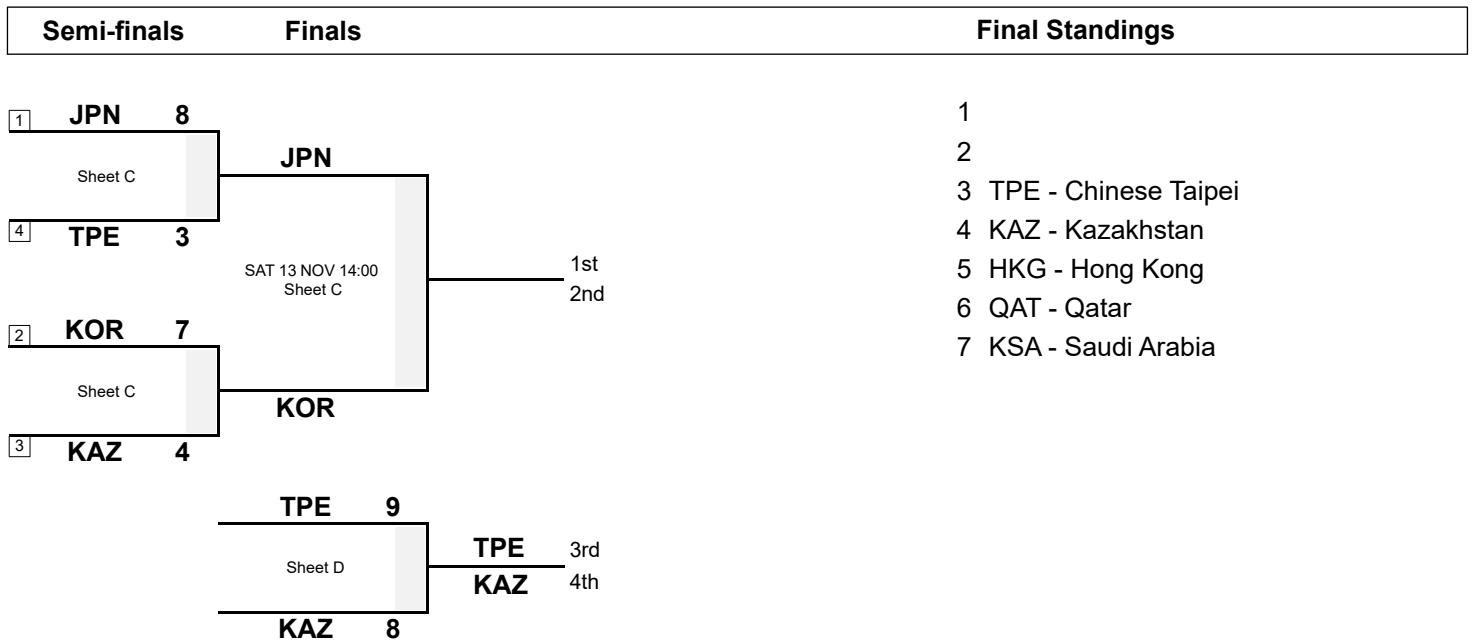 Semi-finals Finals Final Standings
1 JPN 8
Sheet C
4 TPE 3
JPN
SAT 13 NOV 14:00
Sheet C
1st
2nd
2 KOR 7
Sheet C
3 KAZ 4
KOR
TPE 9
Sheet D
KAZ 8
TPE 3rd
KAZ 4th
1
2
3 TPE - Chinese Taipei
4 KAZ - Kazakhstan
5 HKG - Hong Kong
6 QAT - Qatar
7 KSA - Saudi Arabia